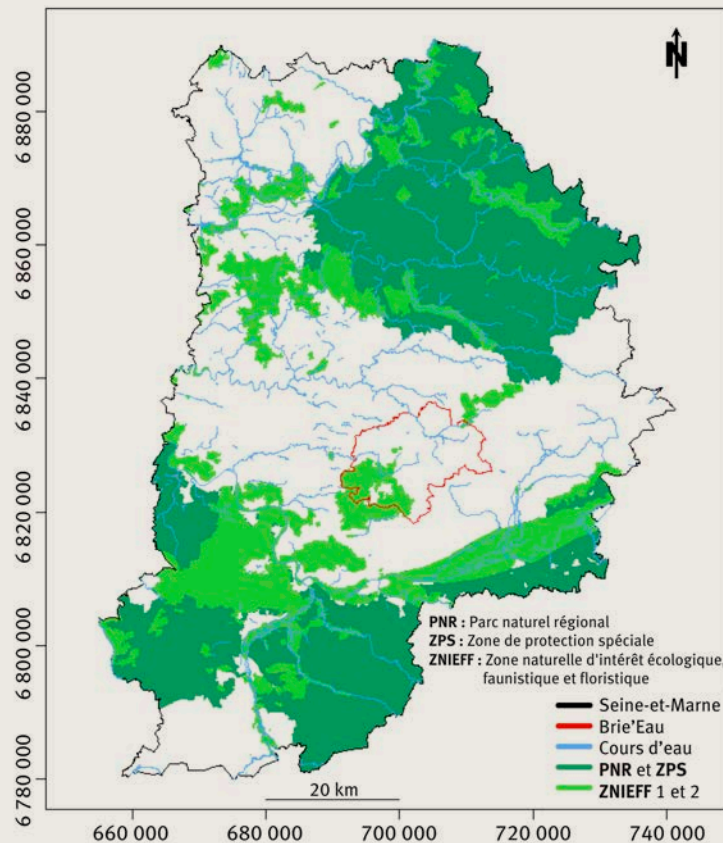 N
6 880 000
6 860 000
6 840 000
6 820 000
6 800 000
6 780 000
PNR : Parc naturel régional
ZPS : Zone de protection spéciale
ZNIEFF : Zone naturelle d'intérêt écologique,
faunistique et floristique
Seine-et-Marne
Brie'Eau
Cours d'eau
PNR et ZPS
ZNIEFF 1 et 2
20 km
660 000 680 000 700 000 720 000 740 000